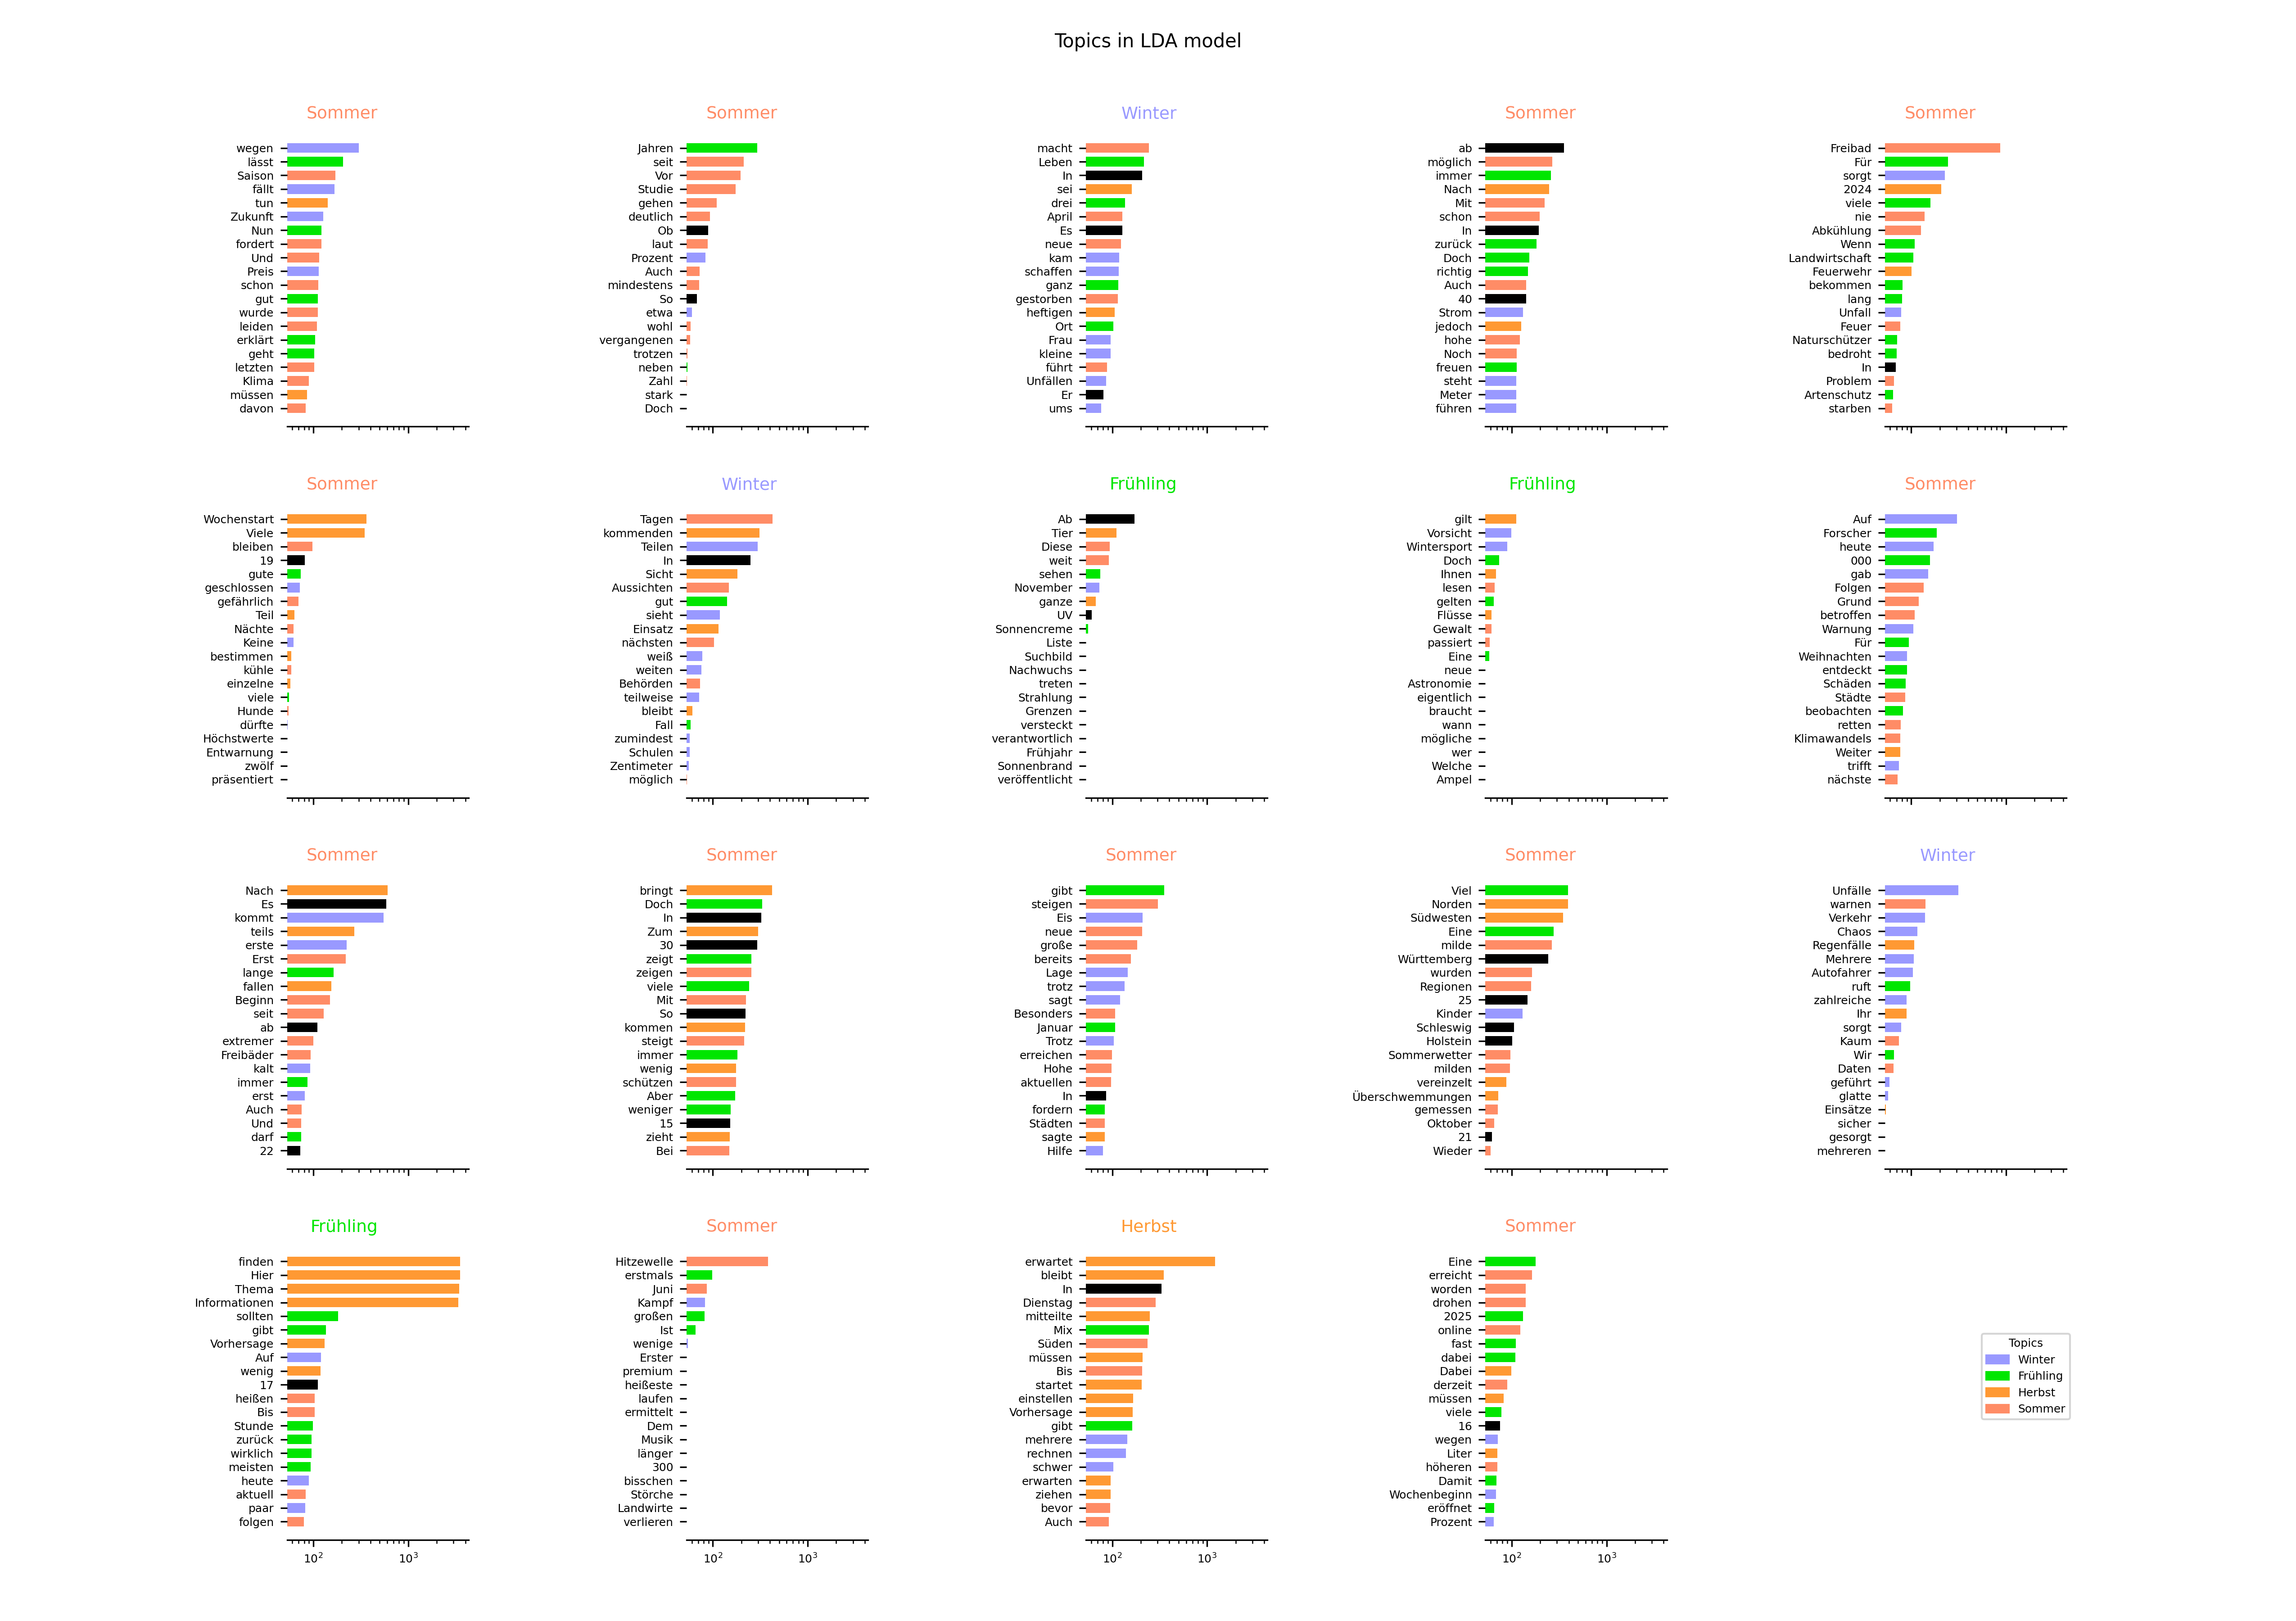 Topics in LDA model
Sommer
wegen
lässt
Saison
fällt
tun
Zukunft
Nun
fordert
Und
Preis
schon
gut
wurde
leiden
erklärt
geht
letzten
Klima
müssen
davon
Sommer
Jahren
seit
Vor
Studie
gehen
deutlich
Ob
laut
Prozent
Auch
mindestens
So
etwa
wohl
vergangenen
trotzen
neben
Zahl
stark
Doch
Winter
macht
Leben
In
sei
drei
April
Es
neue
kam
schaffen
ganz
gestorben
heftigen
Ort
Frau
kleine
führt
Unfällen
Er
ums
Sommer
ab
möglich
immer
Nach
Mit
schon
In
zurück
Doch
richtig
Auch
40
Strom
jedoch
hohe
Noch
freuen
steht
Meter
führen
Sommer
Freibad
Für
sorgt
2024
viele
nie
Abkühlung
Wenn
Landwirtschaft
Feuerwehr
bekommen
lang
Unfall
Feuer
Naturschützer
bedroht
In
Problem
Artenschutz
starben
Sommer
Wochenstart
Viele
bleiben
19
gute
geschlossen
gefährlich
Teil
Nächte
Keine
bestimmen
kühle
einzelne
viele
Hunde
dürfte
Höchstwerte
Entwarnung
zwölf
präsentiert
Winter
Tagen
kommenden
Teilen
In
Sicht
Aussichten
gut
sieht
Einsatz
nächsten
weiß
weiten
Behörden
teilweise
bleibt
Fall
zumindest
Schulen
Zentimeter
möglich
Frühling
Ab
Tier
Diese
weit
sehen
November
ganze
UV
Sonnencreme
Liste
Suchbild
Nachwuchs
treten
Strahlung
Grenzen
versteckt
verantwortlich
Frühjahr
Sonnenbrand
veröffentlicht
Frühling
gilt
Vorsicht
Wintersport
Doch
Ihnen
lesen
gelten
Flüsse
Gewalt
passiert
Eine
neue
Astronomie
eigentlich
braucht
wann
mögliche
wer
Welche
Ampel
Sommer
Auf
Forscher
heute
000
gab
Folgen
Grund
betroffen
Warnung
Für
Weihnachten
entdeckt
Schäden
Städte
beobachten
retten
Klimawandels
Weiter
trifft
nächste
Sommer
Nach
Es
kommt
teils
erste
Erst
lange
fallen
Beginn
seit
ab
extremer
Freibäder
kalt
immer
erst
Auch
Und
darf
22
Sommer
bringt
Doch
In
Zum
30
zeigt
zeigen
viele
Mit
So
kommen
steigt
immer
wenig
schützen
Aber
weniger
15
zieht
Bei
Sommer
gibt
steigen
Eis
neue
große
bereits
Lage
trotz
sagt
Besonders
Januar
Trotz
erreichen
Hohe
aktuellen
In
fordern
Städten
sagte
Hilfe
Sommer
Viel
Norden
Südwesten
Eine
milde
Württemberg
wurden
Regionen
25
Kinder
Schleswig
Holstein
Sommerwetter
milden
vereinzelt
Überschwemmungen
gemessen
Oktober
21
Wieder
Winter
Unfälle
warnen
Verkehr
Chaos
Regenfälle
Mehrere
Autofahrer
ruft
zahlreiche
Ihr
sorgt
Kaum
Wir
Daten
geführt
glatte
Einsätze
sicher
gesorgt
mehreren
Frühling
finden
Hier
Thema
Informationen
sollten
gibt
Vorhersage
Auf
wenig
17
heißen
Bis
Stunde
zurück
wirklich
meisten
heute
aktuell
paar
folgen
10²
10³
Sommer
Hitzewelle
erstmals
Juni
Kampf
großen
Ist
wenige
Erster
premium
heißeste
laufen
ermittelt
Dem
Musik
länger
300
bisschen
Störche
Landwirte
verlieren
10²
10³
Herbst
erwartet
bleibt
In
Dienstag
mitteilte
Mix
Süden
müssen
Bis
startet
einstellen
Vorhersage
gibt
mehrere
rechnen
schwer
erwarten
ziehen
bevor
Auch
10²
10³
Sommer
Eine
erreicht
worden
drohen
2025
online
fast
dabei
Dabei
derzeit
müssen
viele
16
wegen
Liter
höheren
Damit
Wochenbeginn
eröffnet
Prozent
10²
10³
Topics
Winter
Frühling
Herbst
Sommer